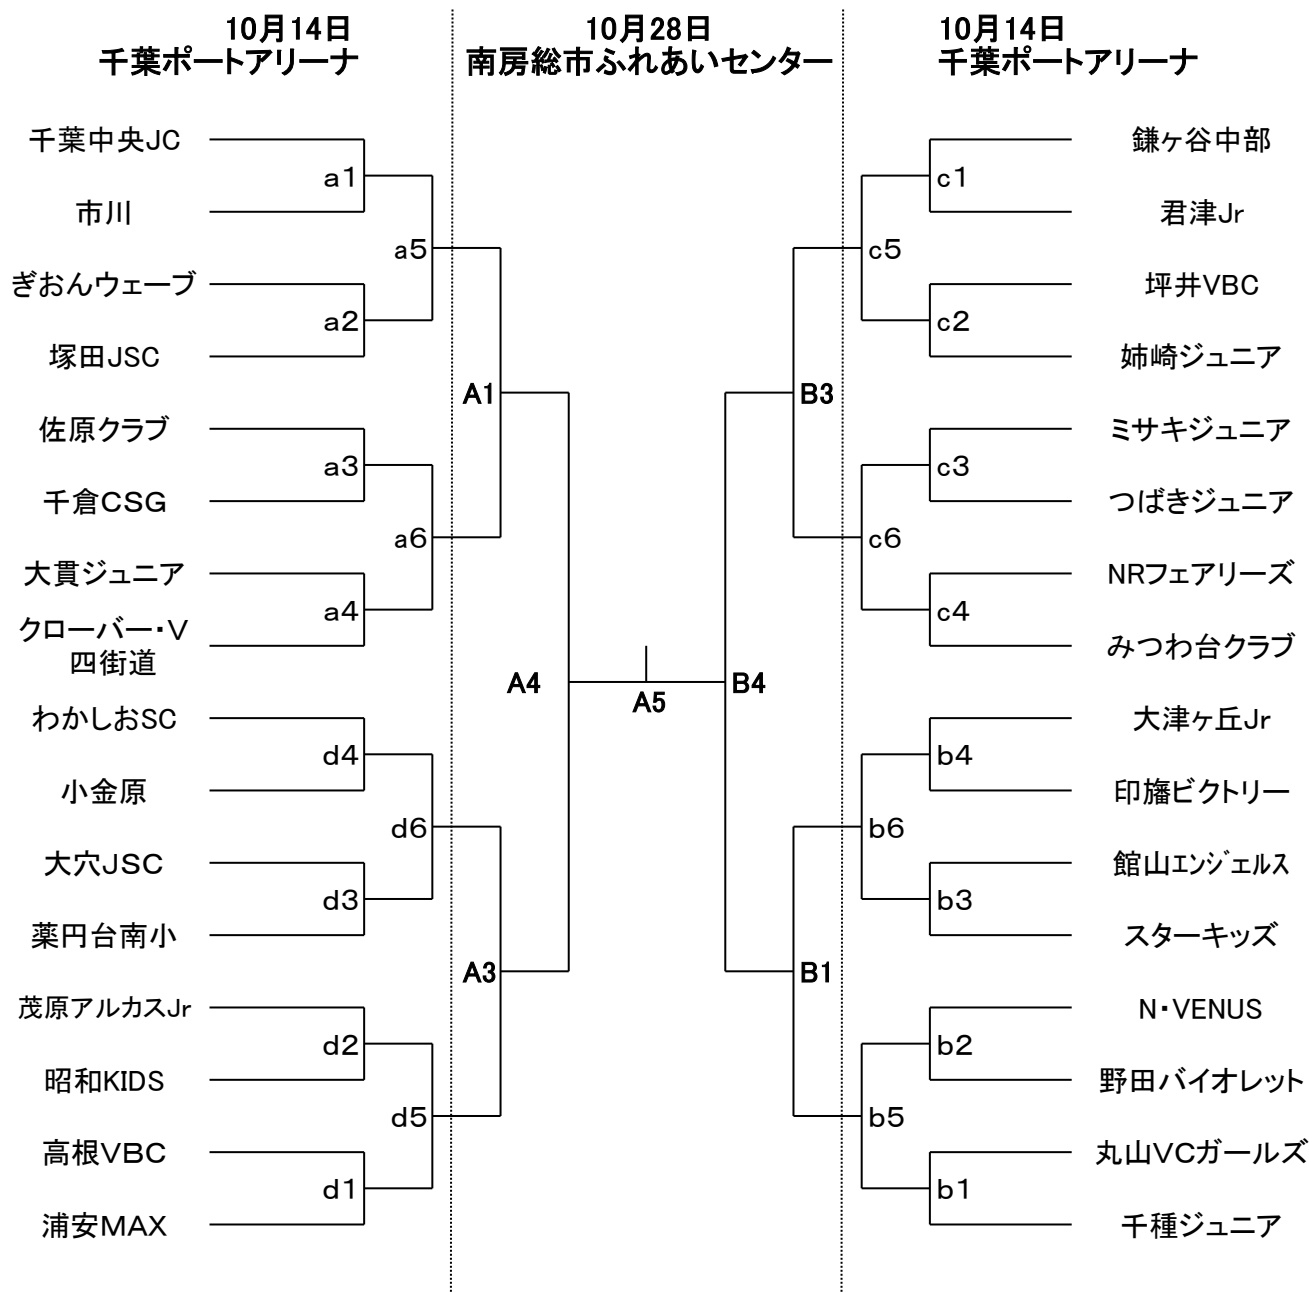 10月14日
千葉ポートアリーナ
10月28日
南房総市ふれあいセンター
10月14日
千葉ポートアリーナ
千葉中央JC
a1
市川
a5
ぎおんウェーブ
a2
塚田JSC
A1
佐原クラブ
a3
千倉CSG
a6
大貫ジュニア
a4
クローバー・V
四街道
A4
わかしおSC
d4
小金原
d6
大穴JSC
d3
薬円台南小
A3
茂原アルカスJr
d2
昭和KIDS
d5
高根VBC
d1
浦安MAX
A5
鎌ヶ谷中部
c1
君津Jr
c5
坪井VBC
c2
姉崎ジュニア
B3
ミサキジュニア
c3
つばきジュニア
c6
NRフェアリーズ
c4
みつわ台クラブ
B4
大津ヶ丘Jr
b4
印旛ビクトリー
b6
館山エンジェルス
b3
スターキッズ
B1
N・VENUS
b2
野田バイオレット
b5
丸山VCガールズ
b1
千種ジュニア